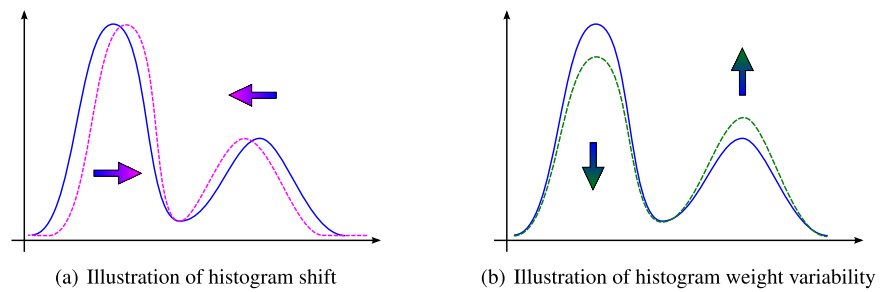 (a) Illustration of histogram shift
(b) Illustration of histogram weight variability